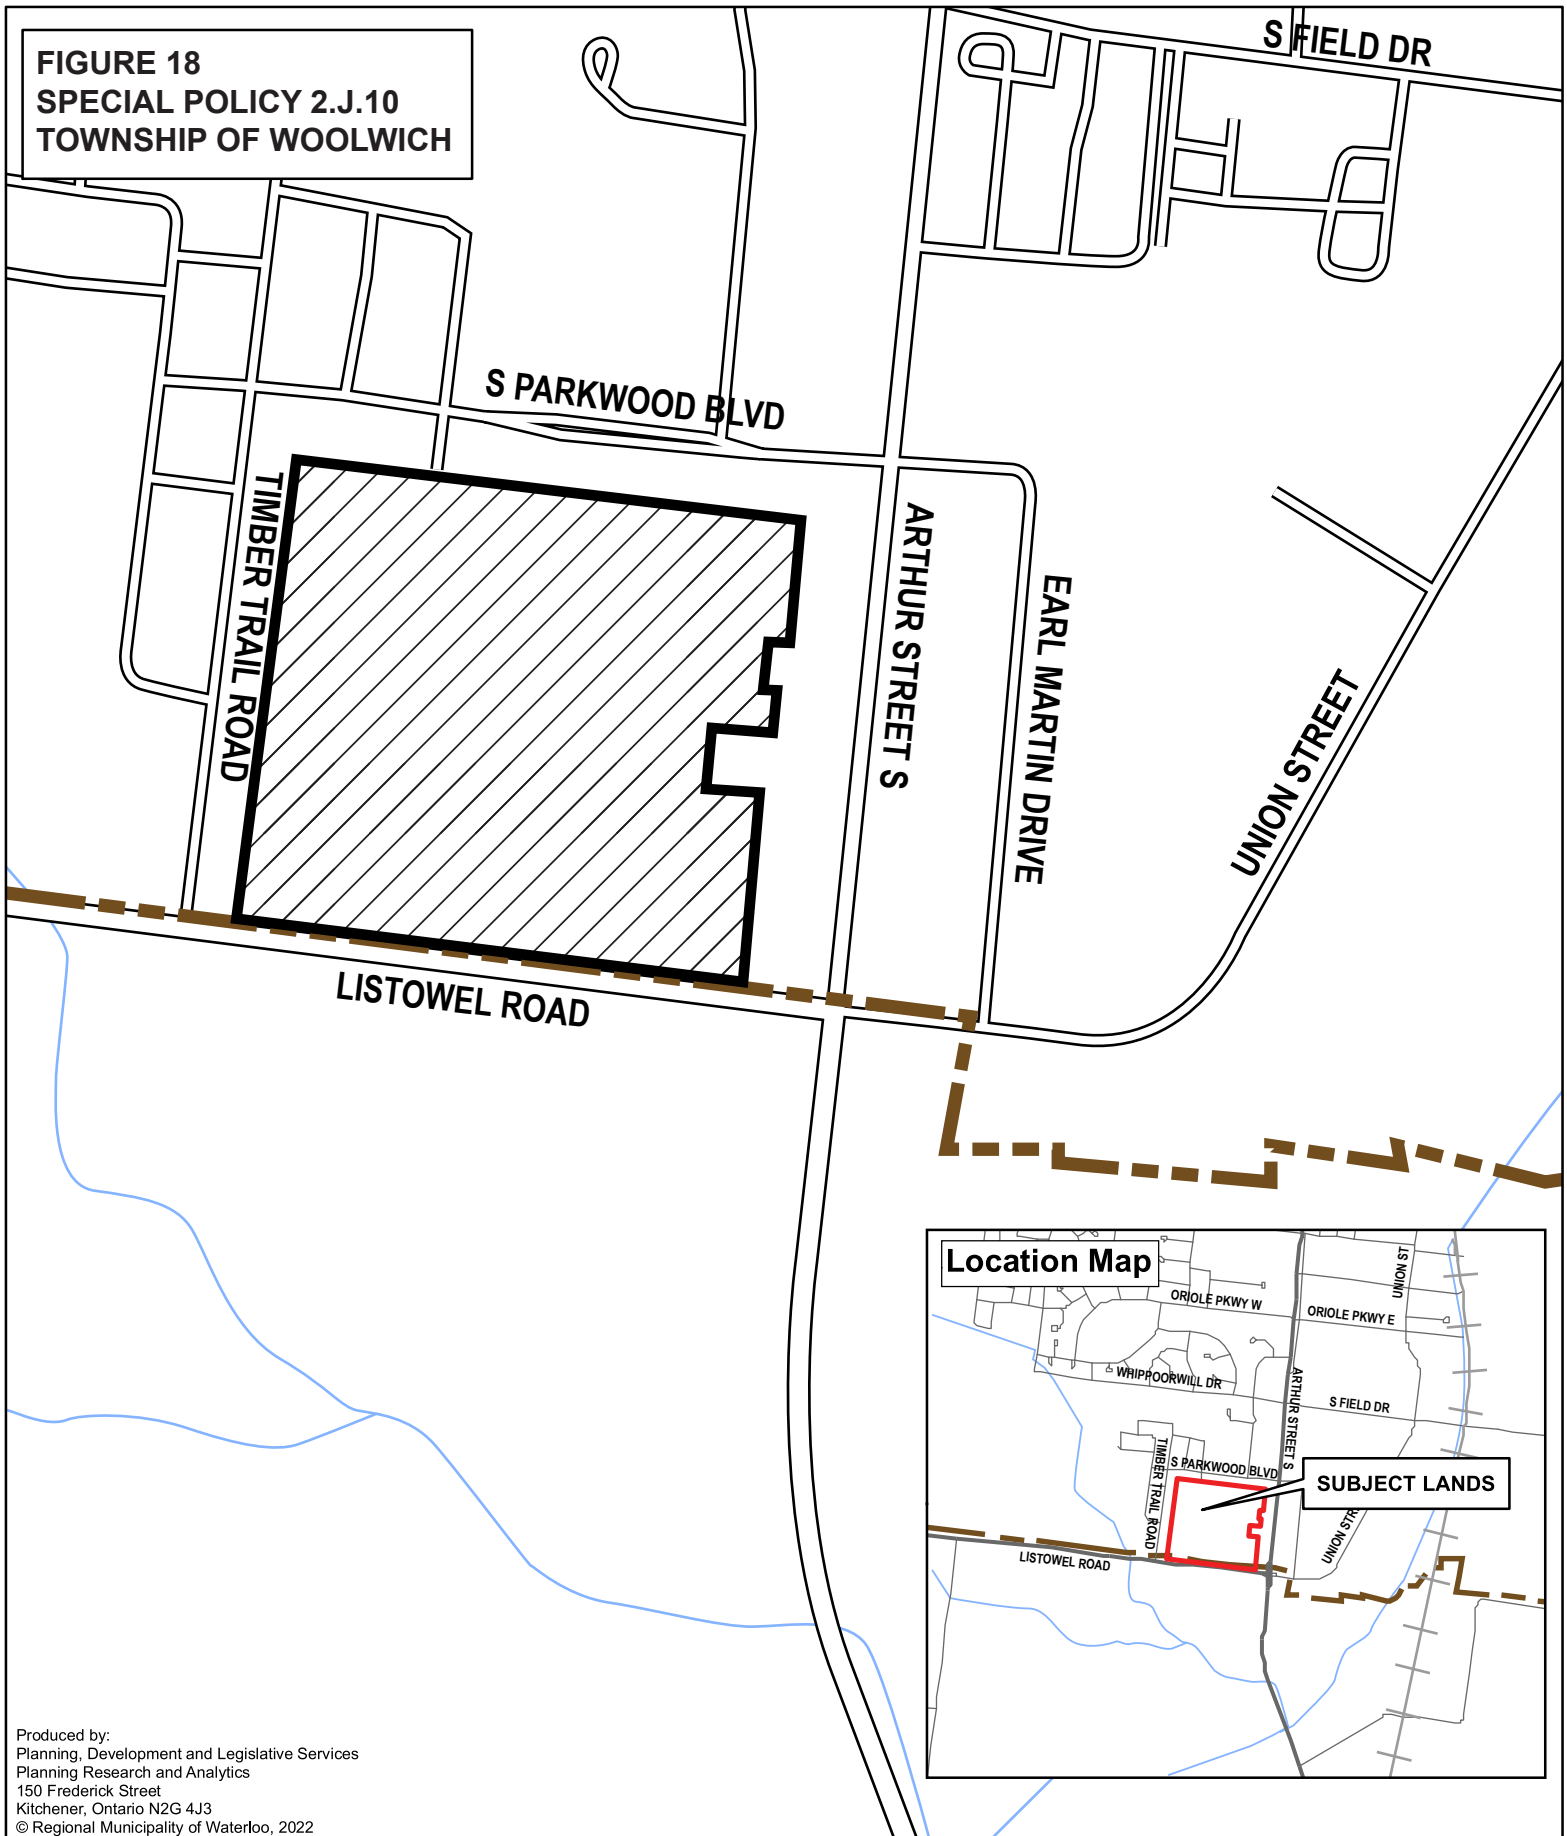 FIGURE 18
SPECIAL POLICY 2.J.10
TOWNSHIP OF WOOLWICH
S FIELD DR
S PARKWOOD BLVD
TIMBER TRAIL ROAD
ARTHUR STREET S
EARL MARTIN DRIVE
UNION STREET
LISTOWEL ROAD
Location Map
UNION ST
ORIOLE PKWY W
ORIOLE PKWY E
WHIPPOORWILL DR
ARTHUR STREET S
S FIELD DR
TIMBER TRAIL ROAD
S PARKWOOD BLVD
SUBJECT LANDS
UNION STR
LISTOWEL ROAD
Produced by:
Planning, Development and Legislative Services
Planning Research and Analytics
150 Frederick Street
Kitchener, Ontario N2G 4J3
© Regional Municipality of Waterloo, 2022